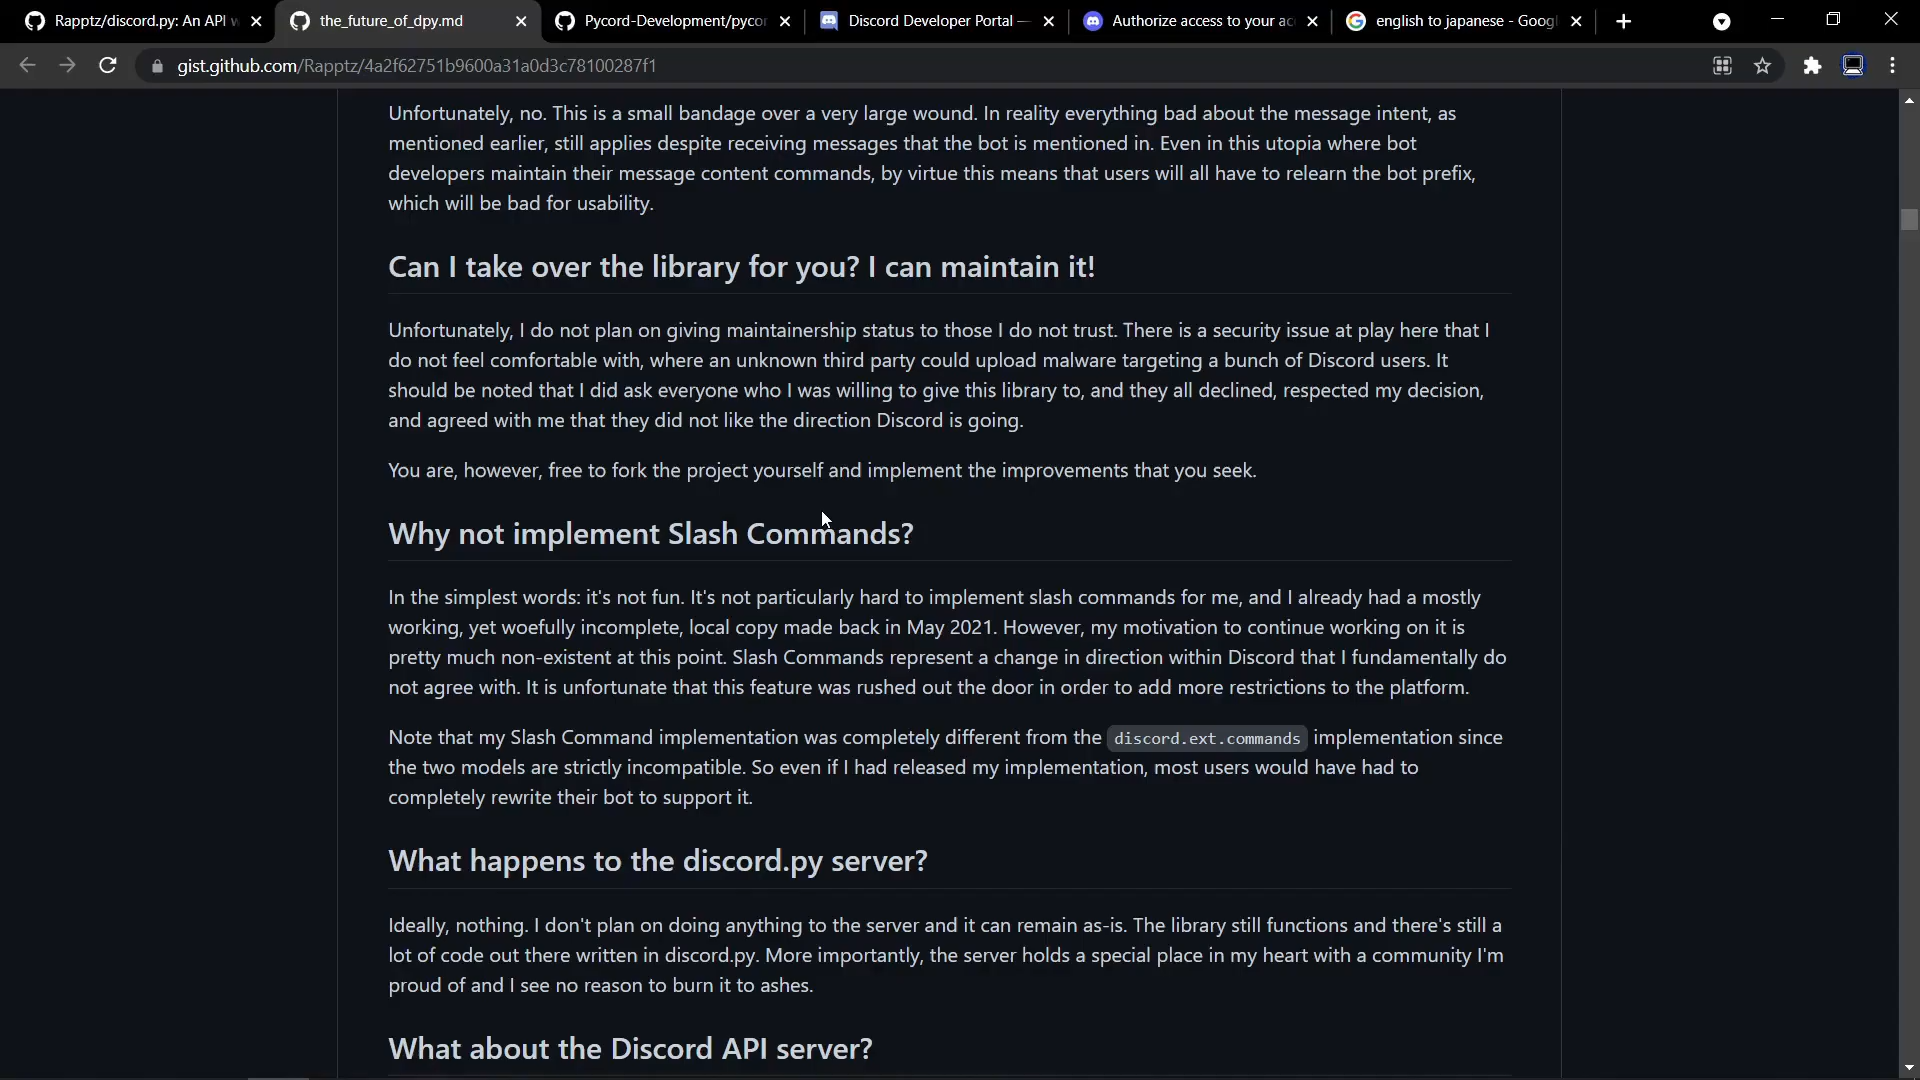 Rapptz/discord.py: An API w
the_future_of_dpy.md
Pycord-Development/pycor
Discord Developer Portal —
Authorize access to your ac
english to japanese - Googl
gist.github.com/Rapptz/4a2f62751b9600a31a0d3c78100287f1
Unfortunately, no. This is a small bandage over a very large wound. In reality everything bad about the message intent, as
mentioned earlier, still applies despite receiving messages that the bot is mentioned in. Even in this utopia where bot
developers maintain their message content commands, by virtue this means that users will all have to relearn the bot prefix,
which will be bad for usability.
Can I take over the library for you? I can maintain it!
Unfortunately, I do not plan on giving maintainership status to those I do not trust. There is a security issue at play here that I
do not feel comfortable with, where an unknown third party could upload malware targeting a bunch of Discord users. It
should be noted that I did ask everyone who I was willing to give this library to, and they all declined, respected my decision,
and agreed with me that they did not like the direction Discord is going.
You are, however, free to fork the project yourself and implement the improvements that you seek.
Why not implement Slash Commands?
In the simplest words: it's not fun. It's not particularly hard to implement slash commands for me, and I already had a mostly
working, yet woefully incomplete, local copy made back in May 2021. However, my motivation to continue working on it is
pretty much non-existent at this point. Slash Commands represent a change in direction within Discord that I fundamentally do
not agree with. It is unfortunate that this feature was rushed out the door in order to add more restrictions to the platform.
Note that my Slash Command implementation was completely different from the discord.ext.commands implementation since
the two models are strictly incompatible. So even if I had released my implementation, most users would have had to
completely rewrite their bot to support it.
What happens to the discord.py server?
Ideally, nothing. I don't plan on doing anything to the server and it can remain as-is. The library still functions and there's still a
lot of code out there written in discord.py. More importantly, the server holds a special place in my heart with a community I'm
proud of and I see no reason to burn it to ashes.
What about the Discord API server?